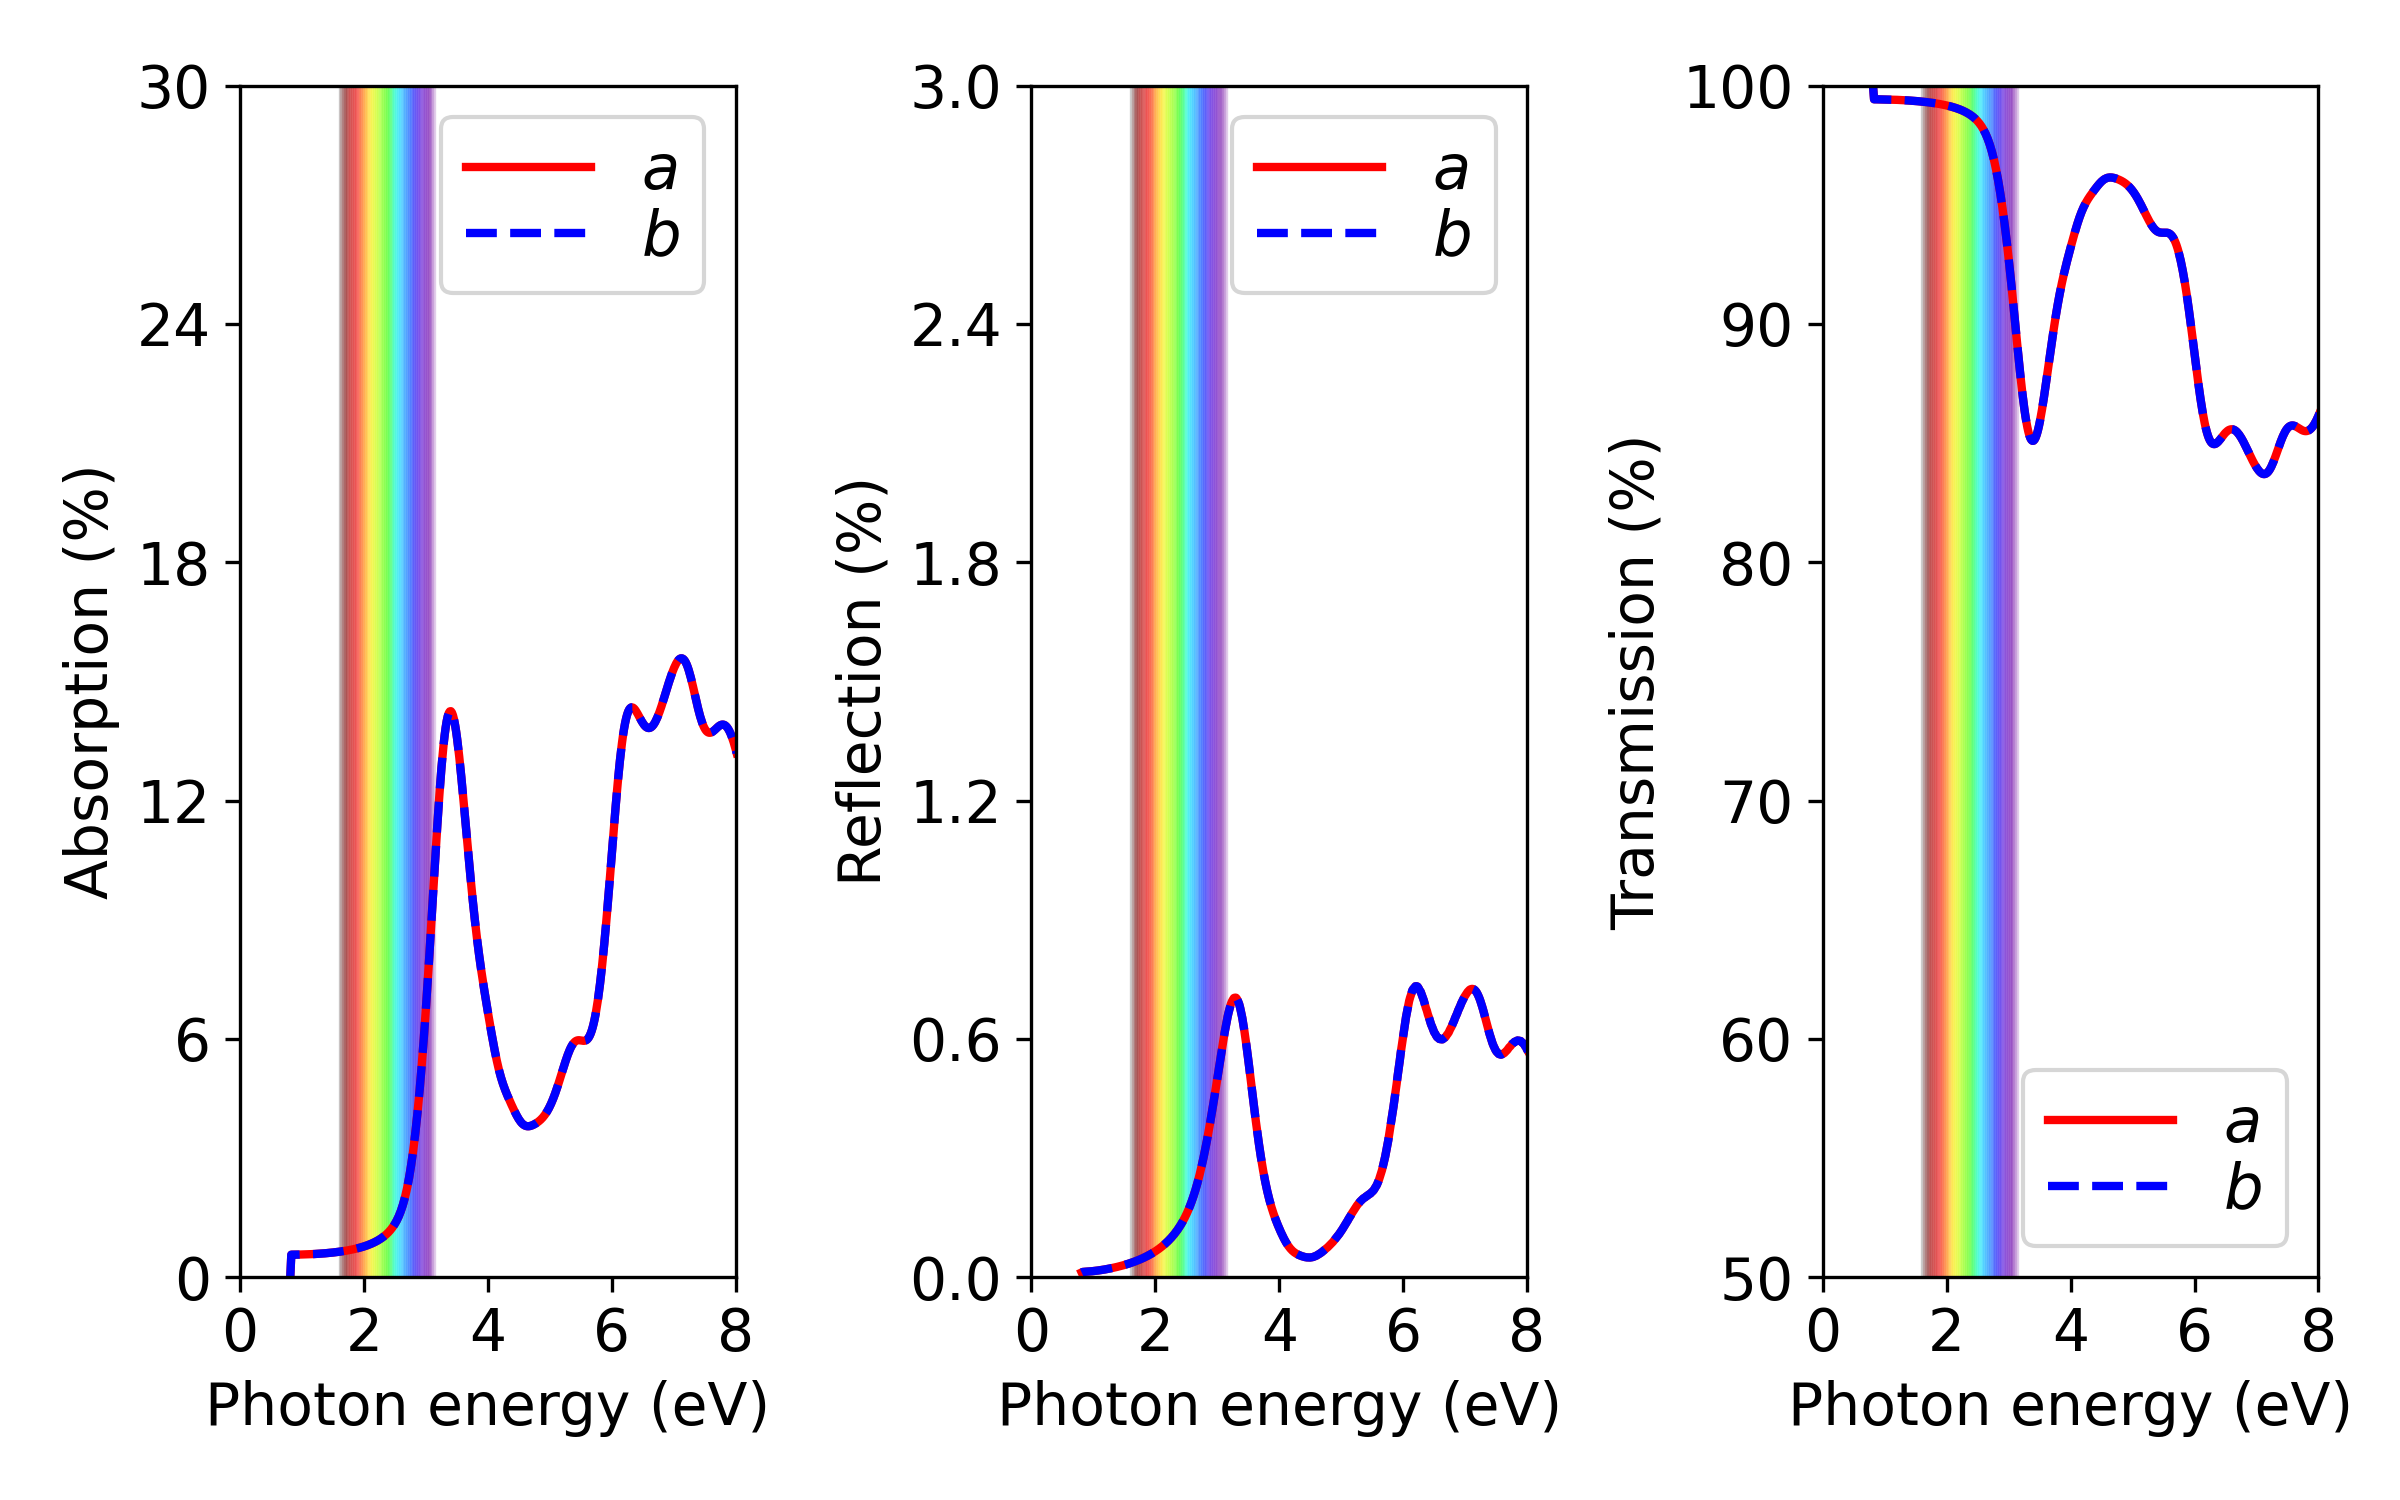 Absorption (%)
30
24
18
12
6
0
0 2 4 6 8
Photon energy (eV)
a
b
Reflection (%)
3.0
2.4
1.8
1.2
0.6
0.0
0 2 4 6 8
Photon energy (eV)
a
b
Transmission (%)
100
90
80
70
60
50
0 2 4 6 8
Photon energy (eV)
a
b